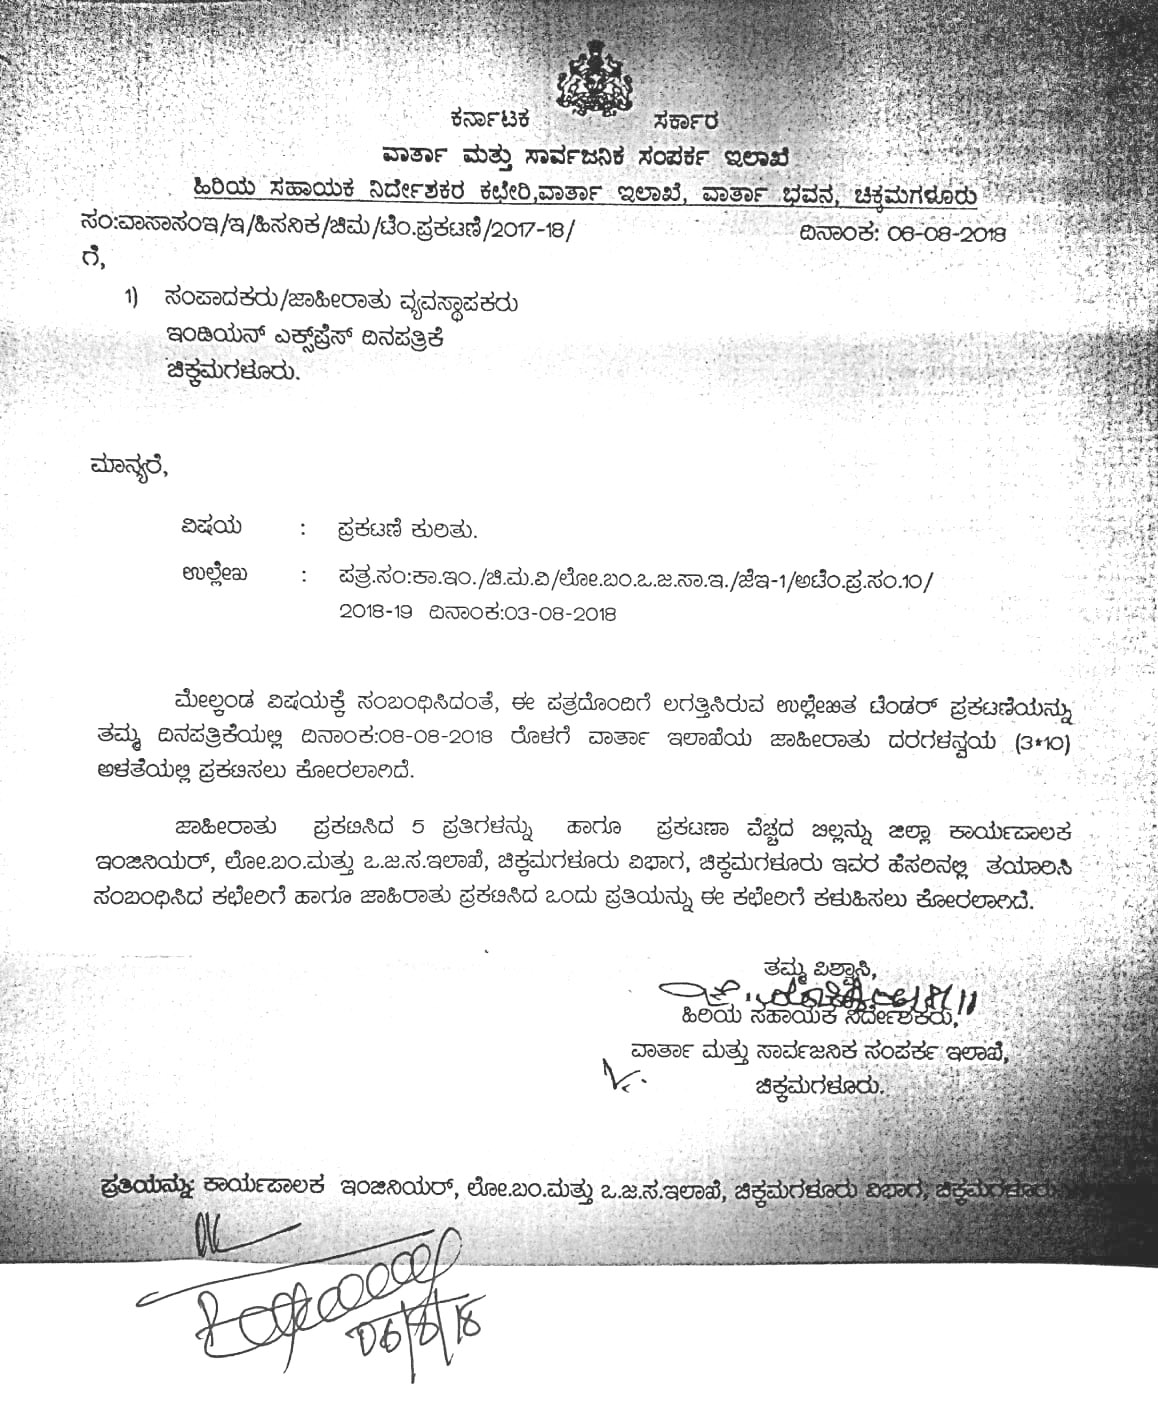 ಕರ್ನಾಟಕ ಸರ್ಕಾರ
ವಾರ್ತಾ ಮತ್ತು ಸಾರ್ವಜನಿಕ ಸಂಪರ್ಕ ಇಲಾಖೆ
ಹಿರಿಯ ಸಹಾಯಕ ನಿರ್ದೇಶಕರ ಕಛೇರಿ,ವಾರ್ತಾ ಇಲಾಖೆ, ವಾರ್ತಾ ಭವನ, ಚಿಕ್ಕಮಗಳೂರು
ಸಂ:ವಾಸಾಸಂಇ/ಇ/ಹಿಸನಿಕ/ಚಿಮ/ಟೆಂ.ಪ್ರಕಟಣೆ/2017-18/ ದಿನಾಂಕ: 06-08-2018
ಗೆ,
1) ಸಂಪಾದಕರು/ಜಾಹೀರಾತು ವ್ಯವಸ್ಥಾಪಕರು
ಇಂಡಿಯನ್ ಎಕ್ಸ್‌ಪ್ರೆಸ್ ದಿನಪತ್ರಿಕೆ
ಚಿಕ್ಕಮಗಳೂರು.
ಮಾನ್ಯರೆ,
ವಿಷಯ : ಪ್ರಕಟಣೆ ಕುರಿತು.
ಉಲ್ಲೇಖ : ಪತ್ರ.ಸಂ:ಕಾ.ಇಂ./ಚಿ.ಮ.ವಿ/ಲೋ.ಬಂ.ಒ.ಜ.ಸಾ.ಇ./ಜೆಇ-1/ಅಟೆಂ.ಪ್ರ.ಸಂ.10/
2018-19 ದಿನಾಂಕ:03-08-2018
ಮೇಲ್ಕಂಡ ವಿಷಯಕ್ಕೆ ಸಂಬಂಧಿಸಿದಂತೆ, ಈ ಪತ್ರದೊಂದಿಗೆ ಲಗತ್ತಿಸಿರುವ ಉಲ್ಲೇಖಿತ ಟೆಂಡರ್ ಪ್ರಕಟಣೆಯನ್ನು
ತಮ್ಮ ದಿನಪತ್ರಿಕೆಯಲ್ಲಿ ದಿನಾಂಕ:08-08-2018 ರೊಳಗೆ ವಾರ್ತಾ ಇಲಾಖೆಯ ಜಾಹೀರಾತು ದರಗಳನ್ವಯ (3*10)
ಅಳತೆಯಲ್ಲಿ ಪ್ರಕಟಿಸಲು ಕೋರಲಾಗಿದೆ.
ಜಾಹೀರಾತು ಪ್ರಕಟಿಸಿದ 5 ಪ್ರತಿಗಳನ್ನು ಹಾಗೂ ಪ್ರಕಟಣಾ ವೆಚ್ಚದ ಬಿಲ್ಲನ್ನು ಜಿಲ್ಲಾ ಕಾರ್ಯಪಾಲಕ
ಇಂಜಿನಿಯರ್, ಲೋ.ಬಂ.ಮತ್ತು ಒ.ಜ.ಸ.ಇಲಾಖೆ, ಚಿಕ್ಕಮಗಳೂರು ವಿಭಾಗ, ಚಿಕ್ಕಮಗಳೂರು ಇವರ ಹೆಸರಿನಲ್ಲಿ ತಯಾರಿಸಿ
ಸಂಬಂಧಿಸಿದ ಕಛೇರಿಗೆ ಹಾಗೂ ಜಾಹಿರಾತು ಪ್ರಕಟಿಸಿದ ಒಂದು ಪ್ರತಿಯನ್ನು ಈ ಕಛೇರಿಗೆ ಕಳುಹಿಸಲು ಕೋರಲಾಗಿದೆ.
ತಮ್ಮ ವಿಶ್ವಾಸಿ,
ಹಿರಿಯ ಸಹಾಯಕ ನಿರ್ದೇಶಕರು,
ವಾರ್ತಾ ಮತ್ತು ಸಾರ್ವಜನಿಕ ಸಂಪರ್ಕ ಇಲಾಖೆ,
ಚಿಕ್ಕಮಗಳೂರು.
ಪ್ರತಿಯನ್ನು: ಕಾರ್ಯಪಾಲಕ ಇಂಜಿನಿಯರ್, ಲೋ.ಬಂ.ಮತ್ತು ಒ.ಜ.ಸ.ಇಲಾಖೆ, ಚಿಕ್ಕಮಗಳೂರು ವಿಭಾಗ, ಚಿಕ್ಕಮಗಳೂರು
06/8/18